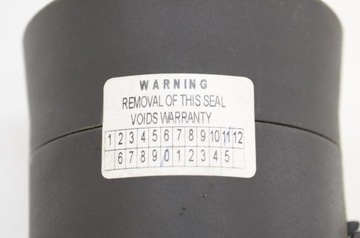 WARNING
REMOVAL OF THIS SEAL
VOIDS WARRANTY
1 2 3 4 5 6 7 8 9 10 11 12
6 7 8 9 0 1 2 3 4 5